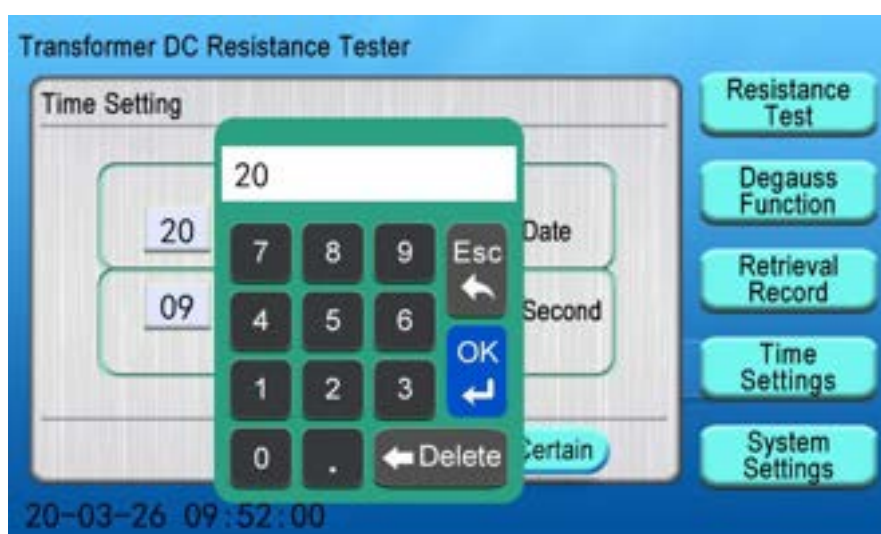 Transformer DC Resistance Tester
Time Setting
20
20
Date
09
Second
7 8 9 Esc
4 5 6
OK
1 2 3
0 . Delete
Certain
20-03-26 09:52:00
Resistance
Test
Degauss
Function
Retrieval
Record
Time
Settings
System
Settings